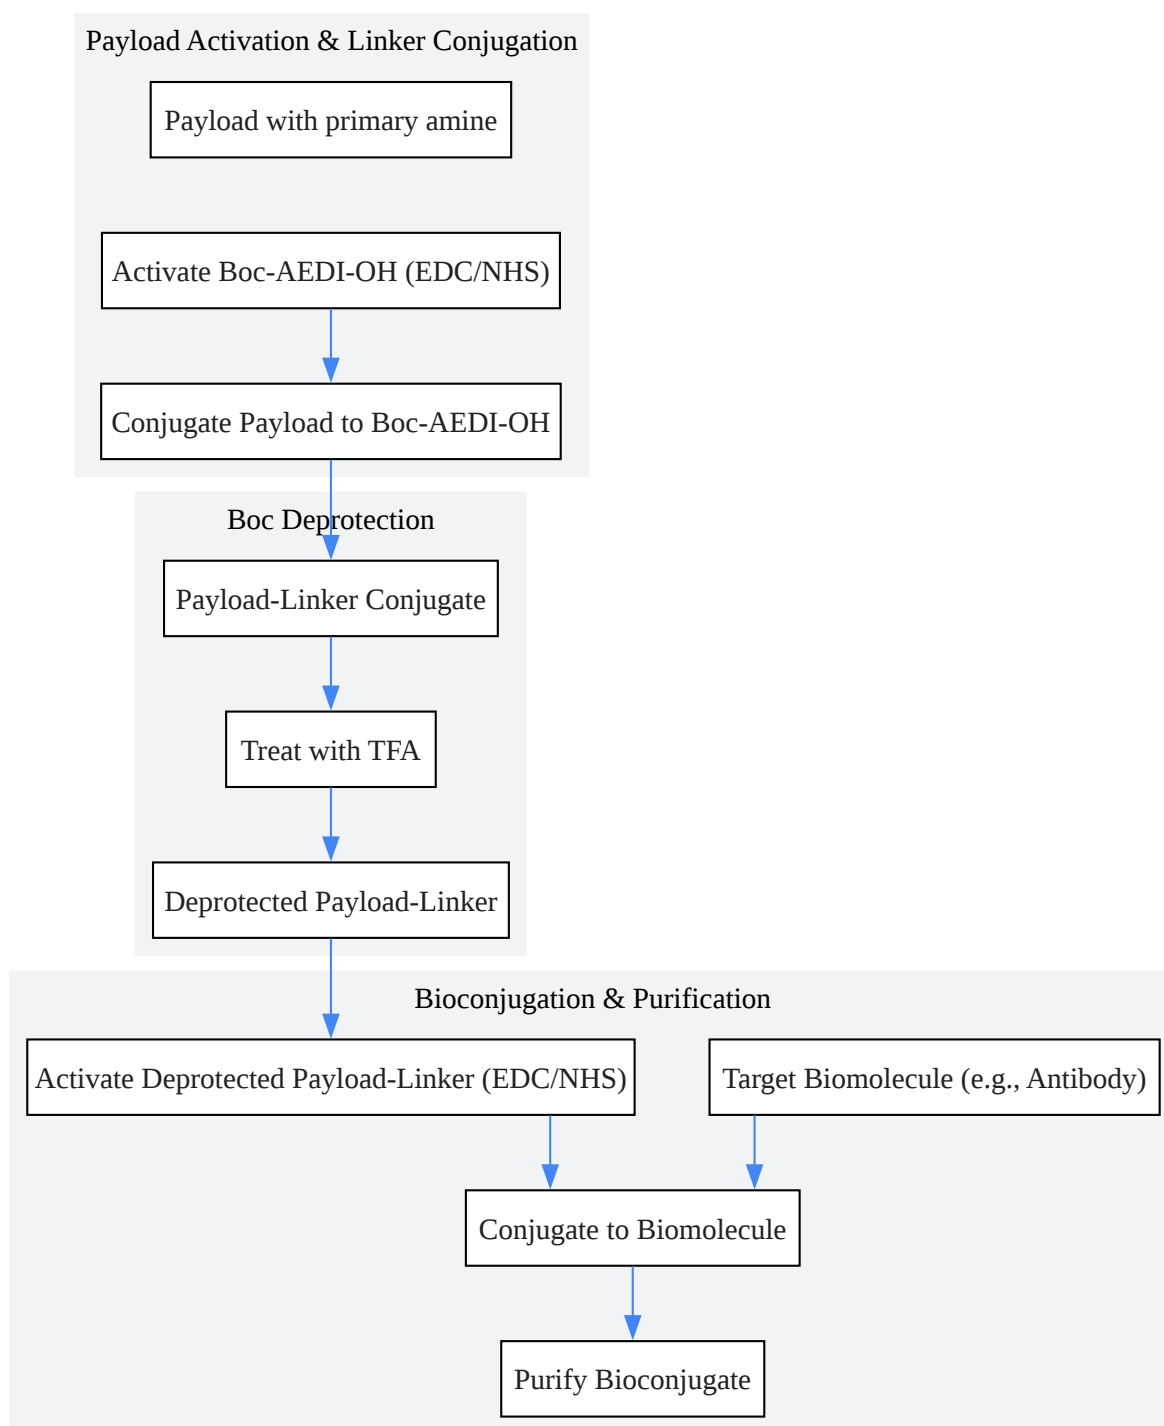 Payload Activation & Linker Conjugation
Payload with primary amine
Activate Boc-AEDI-OH (EDC/NHS)
Conjugate Payload to Boc-AEDI-OH
Boc Deprotection
Payload-Linker Conjugate
Treat with TFA
Deprotected Payload-Linker
Bioconjugation & Purification
Activate Deprotected Payload-Linker (EDC/NHS)
Target Biomolecule (e.g., Antibody)
Conjugate to Biomolecule
Purify Bioconjugate